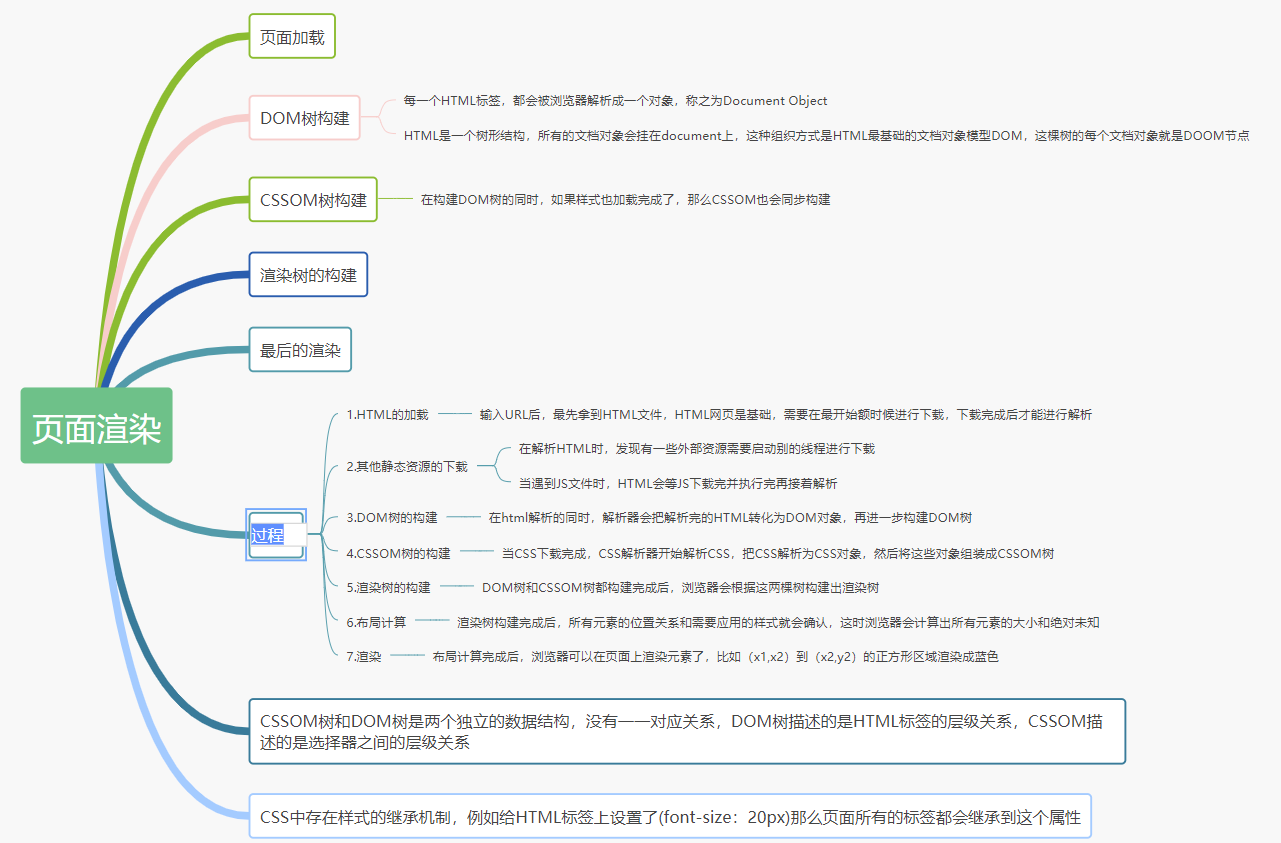 页面加载
DOM树构建
每一个HTML标签，都会被浏览器解析成一个对象，称之为Document Object
HTML是一个树形结构，所有的文档对象会挂在document上，这种组织方式是HTML最基础的文档对象模型DOM，这棵树的每个文档对象就是DOOM节点
CSSOM树构建
在构建DOM树的同时，如果样式也加载完成了，那么CSSOM也会同步构建
渲染树的构建
最后的渲染
页面渲染
过程
1.HTML的加载
输入URL后，最先拿到HTML文件，HTML网页是基础，需要在最开始额时候进行下载，下载完成后才能进行解析
2.其他静态资源的下载
在解析HTML时，发现有一些外部资源需要启动别的线程进行下载
当遇到JS文件时，HTML会等JS下载完并执行完再接着解析
3.DOM树的构建
在html解析的同时，解析器会把解析完的HTML转化为DOM对象，再进一步构建DOM树
4.CSSOM树的构建
当CSS下载完成，CSS解析器开始解析CSS，把CSS解析为CSS对象，然后将这些对象组装成CSSOM树
5.渲染树的构建
DOM树和CSSOM树都构建完成后，浏览器会根据这两棵树构建出渲染树
6.布局计算
渲染树构建完成后，所有元素的位置关系和需要应用的样式就会确认，这时浏览器会计算出所有元素的大小和绝对未知
7.渲染
布局计算完成后，浏览器可以在页面上渲染元素了，比如（x1,x2）到（x2,y2）的正方形区域渲染成蓝色
CSSOM树和DOM树是两个独立的数据结构，没有一一对应关系，DOM树描述的是HTML标签的层级关系，CSSOM描
述的是选择器之间的层级关系
CSS中存在样式的继承机制，例如给HTML标签上设置了(font-size：20px)那么页面所有的标签都会继承到这个属性